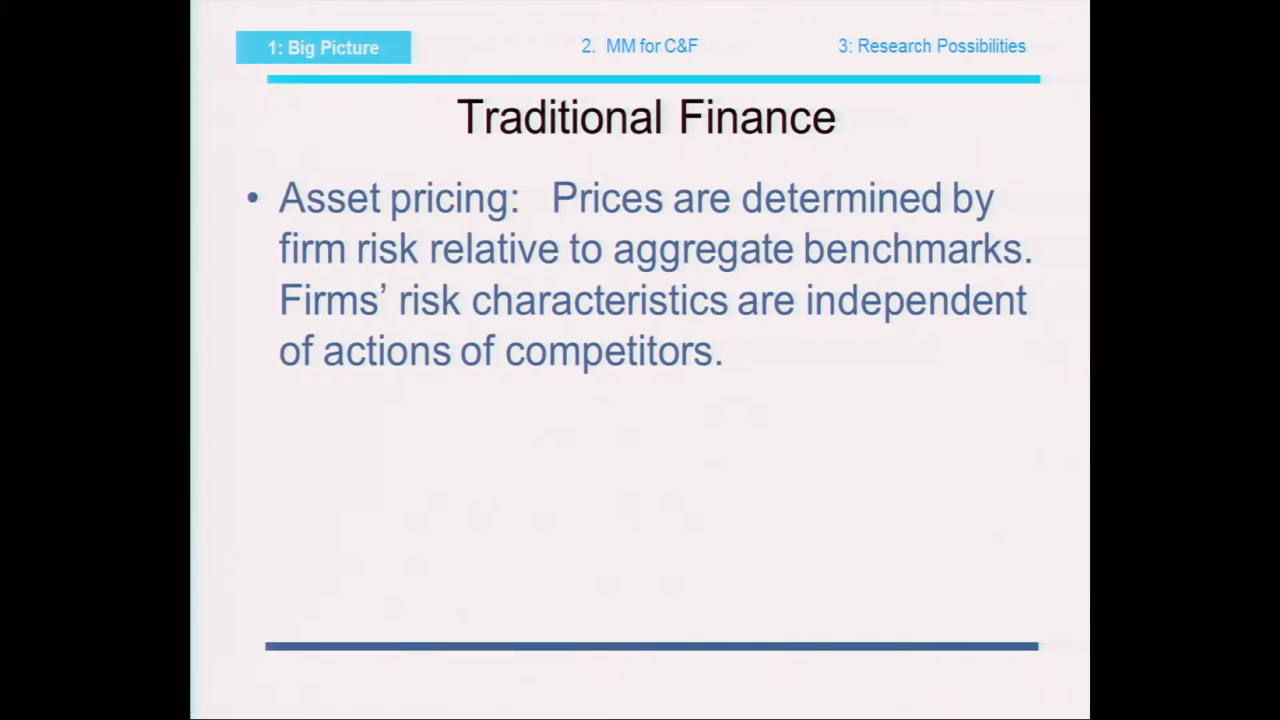 1: Big Picture
2. MM for C&F
3: Research Possibilities
Traditional Finance
• Asset pricing: Prices are determined by
firm risk relative to aggregate benchmarks.
Firms’ risk characteristics are independent
of actions of competitors.